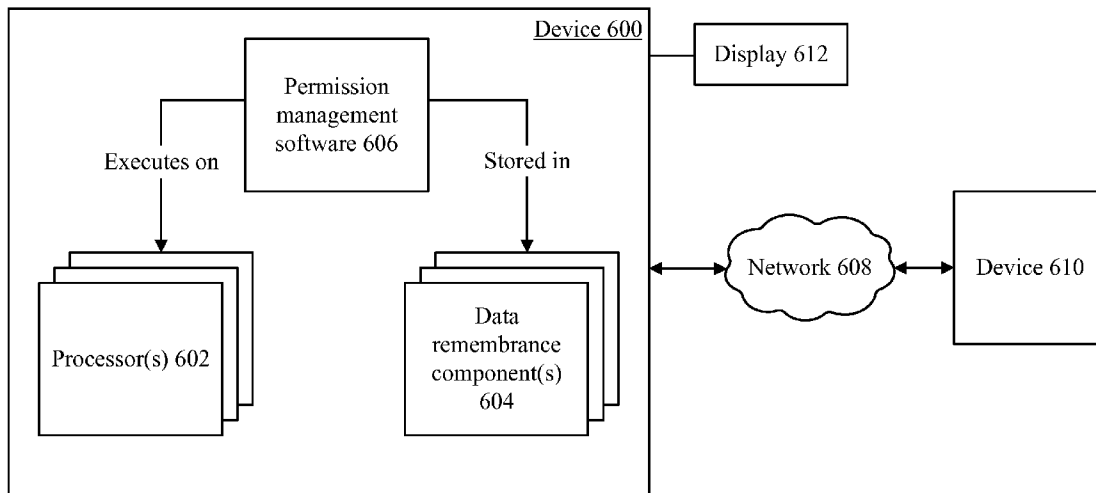 Device 600
Display 612
Permission
management
software 606
Executes on
Stored in
Network 608
Device 610
Processor(s) 602
Data
remembrance
component(s)
604